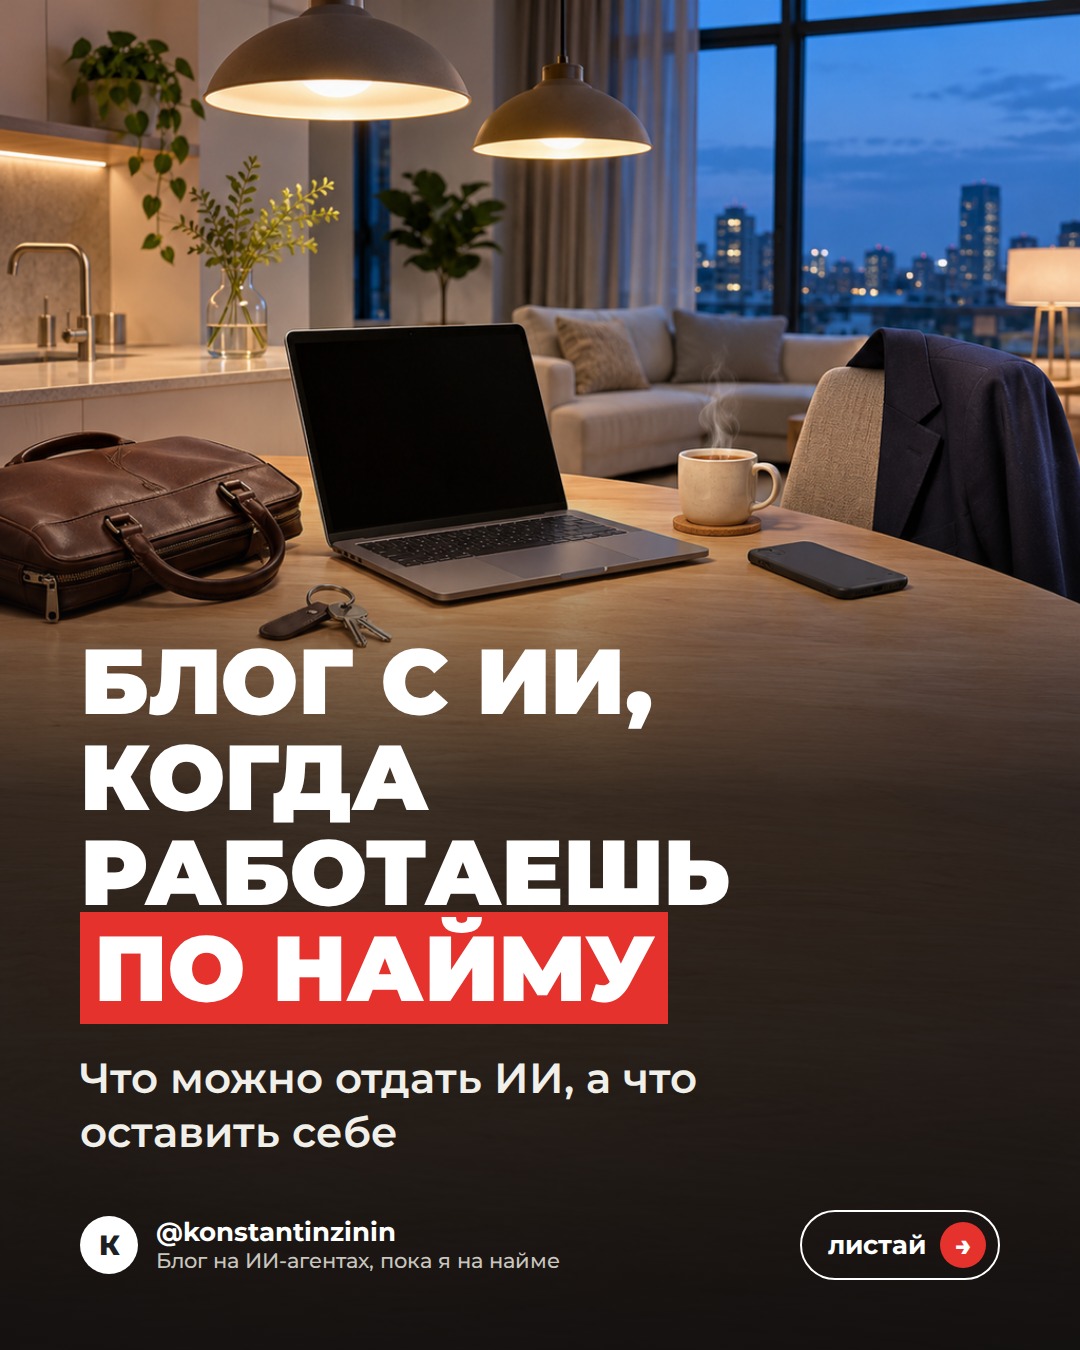 БЛОГ С ИИ,
КОГДА
РАБОТАЕШЬ
ПО НАЙМУ
Что можно отдать ИИ, а что
оставить себе
К
@konstantinzinin
Блог на ИИ-агентах, пока я на найме
листай →